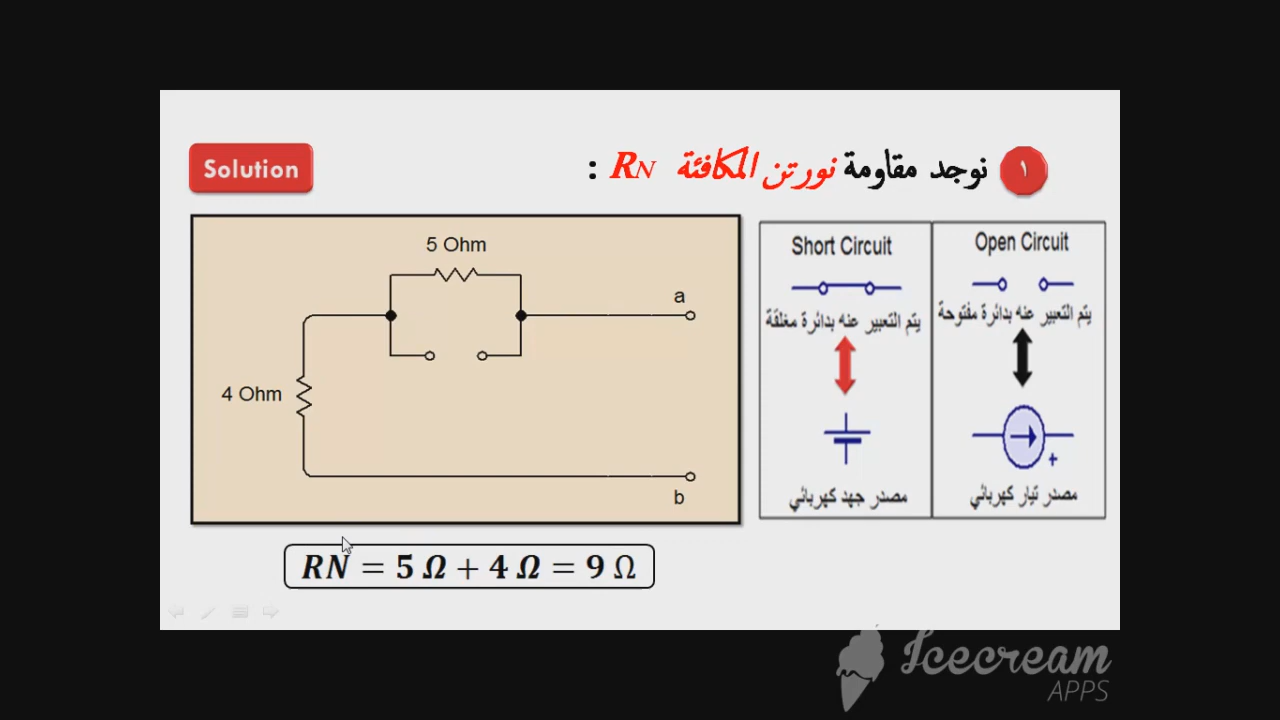 Solution
١ نوجد مقاومة نورتن المكافئة RN :
5 Ohm
a
4 Ohm
b
RN = 5 Ω + 4 Ω = 9 Ω
Short Circuit
يتم التعبير عنه بدائرة مغلقة
مصدر جهد كهربائي
Open Circuit
يتم التعبير عنه بدائرة مفتوحة
+
مصدر تيار كهربائي
Icecream
APPS